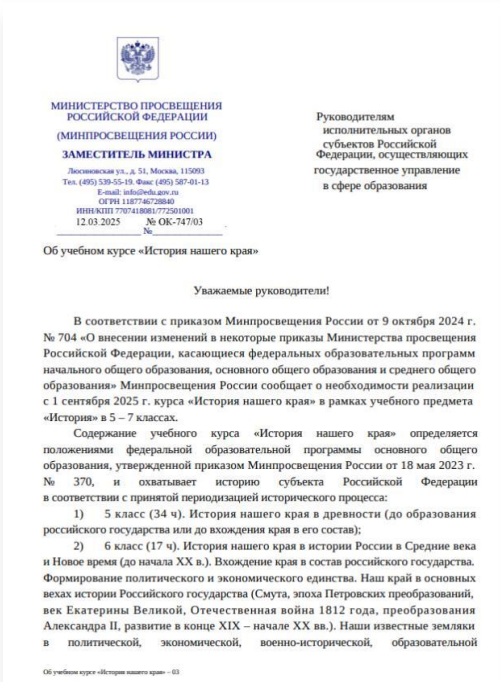 МИНИСТЕРСТВО ПРОСВЕЩЕНИЯ
РОССИЙСКОЙ ФЕДЕРАЦИИ
(МИНПРОСВЕЩЕНИЯ РОССИИ)
ЗАМЕСТИТЕЛЬ МИНИСТРА
Люсиновская ул., д. 51, Москва, 115093
Тел. (495) 539-55-19. Факс (495) 587-01-13
E-mail: info@edu.gov.ru
ОГРН 1187746728840
ИНН/КПП 7707418081/772501001
12.03.2025 № ОК-747/03
№
Руководителям
исполнительных органов
субъектов Российской
Федерации, осуществляющих
государственное управление
в сфере образования
Об учебном курсе «История нашего края»
Уважаемые руководители!
В соответствии с приказом Минпросвещения России от 9 октября 2024 г.
№ 704 «О внесении изменений в некоторые приказы Министерства просвещения
Российской Федерации, касающиеся федеральных образовательных программ
начального общего образования, основного общего образования и среднего общего
образования» Минпросвещения России сообщает о необходимости реализации
с 1 сентября 2025 г. курса «История нашего края» в рамках учебного предмета
«История» в 5 – 7 классах.
Содержание учебного курса «История нашего края» определяется
положениями федеральной образовательной программы основного общего
образования, утвержденной приказом Минпросвещения России от 18 мая 2023 г.
№ 370, и охватывает историю субъекта Российской Федерации
в соответствии с принятой периодизацией исторического процесса:
1) 5 класс (34 ч). История нашего края в древности (до образования
российского государства или до вхождения края в его состав);
2) 6 класс (17 ч). История нашего края в истории России в Средние века
и Новое время (до начала XX в.). Вхождение края в состав российского государства.
Формирование политического и экономического единства. Наш край в основных
вехах истории Российского государства (Смута, эпоха Петровских преобразований,
век Екатерины Великой, Отечественная война 1812 года, преобразования
Александра II, развитие в конце XIX – начале XX вв.). Наши известные земляки
в политической, экономической, военно-исторической, образовательной
Об учебном курсе «История нашего края» – 03